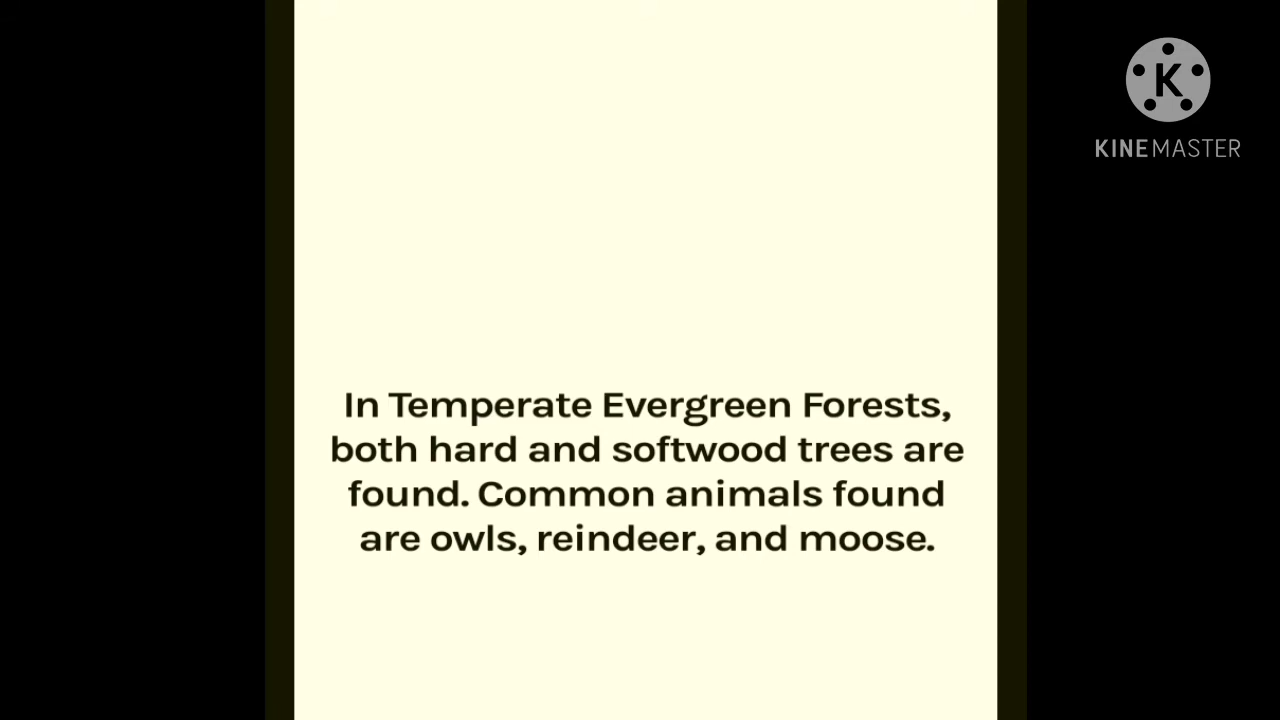 K
KINEMASTER
In Temperate Evergreen Forests,
both hard and softwood trees are
found. Common animals found
are owls, reindeer, and moose.